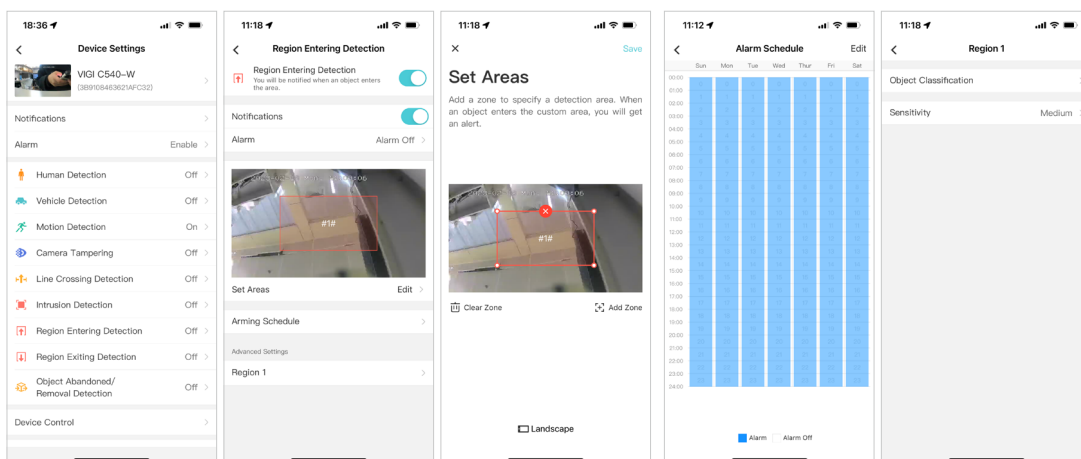 18:36
Device Settings
VIGI C540-W
(3B9108463621AFC32)
Notifications
Alarm Enable
Human Detection Off
Vehicle Detection Off
Motion Detection On
Camera Tampering Off
Line Crossing Detection Off
Intrusion Detection Off
Region Entering Detection Off
Region Exiting Detection Off
Object Abandoned/
Removal Detection Off
Device Control
11:18
Region Entering Detection
Region Entering Detection
You will be notified when an object enters
the area.
Notifications
Alarm Alarm Off
#1#
Set Areas Edit
Arming Schedule
Advanced Settings
Region 1
11:18
Save
Set Areas
Add a zone to specify a detection area. When
an object enters the custom area, you will get
an alert.
#1#
Clear Zone Add Zone
Landscape
11:12
Alarm Schedule Edit
Sun Mon Tue Wed Thur Fri Sat
00:00
01:00
02:00
03:00
04:00
05:00
06:00
07:00
08:00
09:00
10:00
11:00
12:00
13:00
14:00
15:00
16:00
17:00
18:00
19:00
20:00
21:00
22:00
23:00
24:00
Alarm Alarm Off
11:18
Region 1
Object Classification
Sensitivity Medium